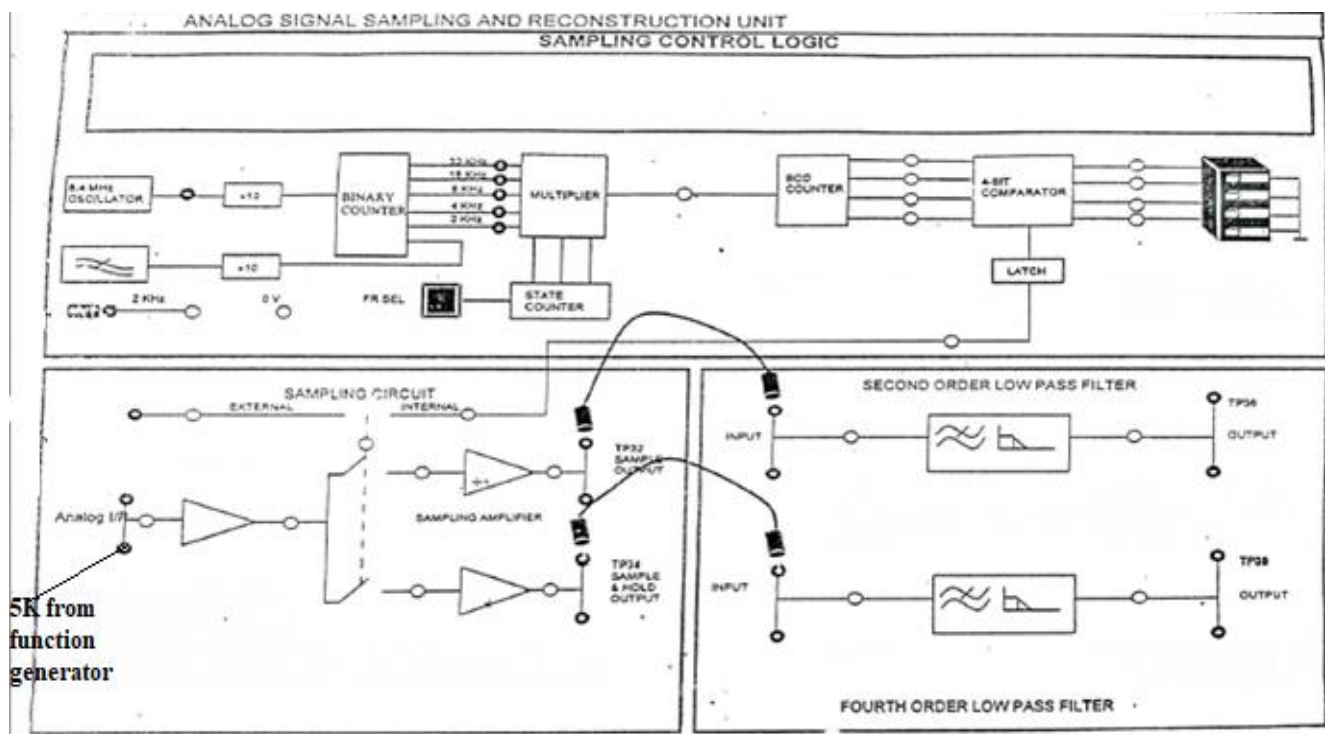 ANALOG SIGNAL SAMPLING AND RECONSTRUCTION UNIT
SAMPLING CONTROL LOGIC
32 KHz
16 KHz
8 KHz
4 KHz
2 KHz
6.4 MHz
OSCILLATOR
÷10
BINARY
COUNTER
MULTIPLIER
BCD
COUNTER
4-BIT
COMPARATOR
÷10
LATCH
2 KHz
0 V
FR SEL
STATE
COUNTER
SAMPLING CIRCUIT
EXTERNAL
INTERNAL
TP32
SAMPLE
OUTPUT
Analog I/P
SAMPLING AMPLIFIER
TP34
SAMPLE
& HOLD
OUTPUT
5K from
function
generator
SECOND ORDER LOW PASS FILTER
INPUT
TP36
OUTPUT
INPUT
TP38
OUTPUT
FOURTH ORDER LOW PASS FILTER